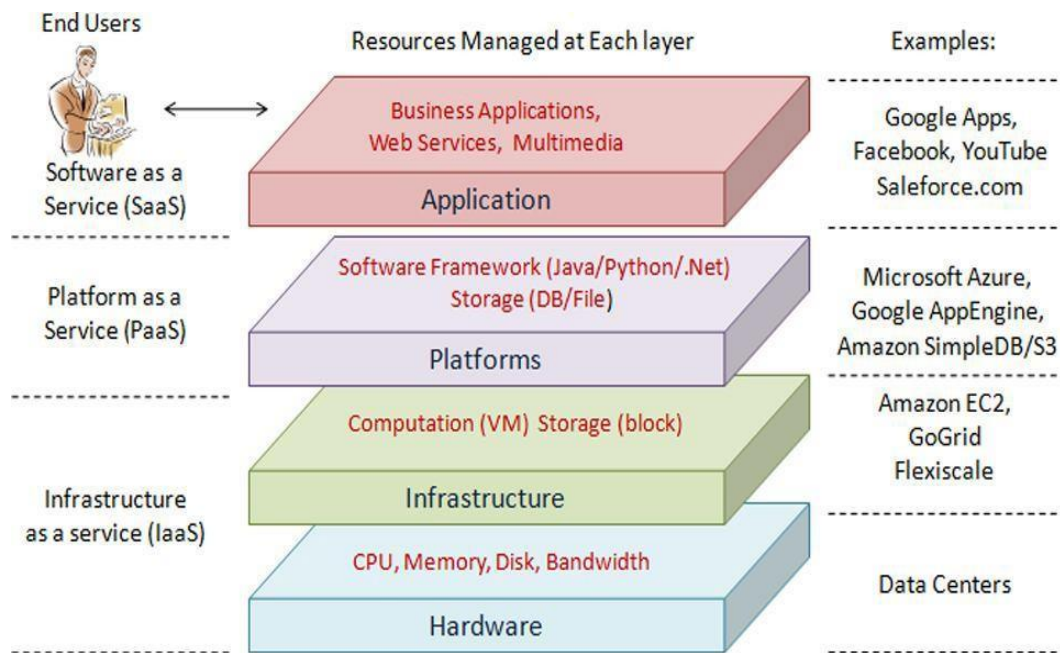 End Users
Resources Managed at Each layer
Examples:
Business Applications,
Web Services, Multimedia
Application
Software as a
Service (SaaS)
Google Apps,
Facebook, YouTube
Saleforce.com
Software Framework (Java/Python/.Net)
Storage (DB/File)
Platforms
Platform as a
Service (PaaS)
Microsoft Azure,
Google AppEngine,
Amazon SimpleDB/S3
Computation (VM) Storage (block)
Infrastructure
Amazon EC2,
GoGrid
Flexiscale
Infrastructure
as a service (IaaS)
CPU, Memory, Disk, Bandwidth
Hardware
Data Centers